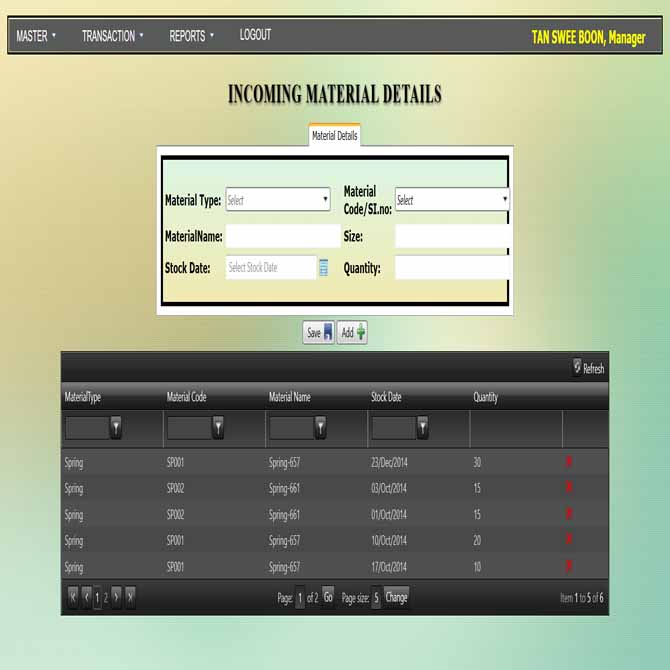 MASTER TRANSACTION REPORTS LOGOUT TAN SWEE BOON, Manager
INCOMING MATERIAL DETAILS
Material Details
Material Type: Select Material Code/SI.no: Select
MaterialName: Size:
Stock Date: Select Stock Date Quantity:
Save Add
Refresh
MaterialType Material Code Material Name Stock Date Quantity
Spring SP001 Spring-657 23/Dec/2014 30
Spring SP002 Spring-661 03/Oct/2014 15
Spring SP002 Spring-661 01/Oct/2014 15
Spring SP001 Spring-657 10/Oct/2014 20
Spring SP001 Spring-657 17/Oct/2014 10
1 2 Page: 1 of 2 Go Page size: 5 Change Item 1 to 5 of 6